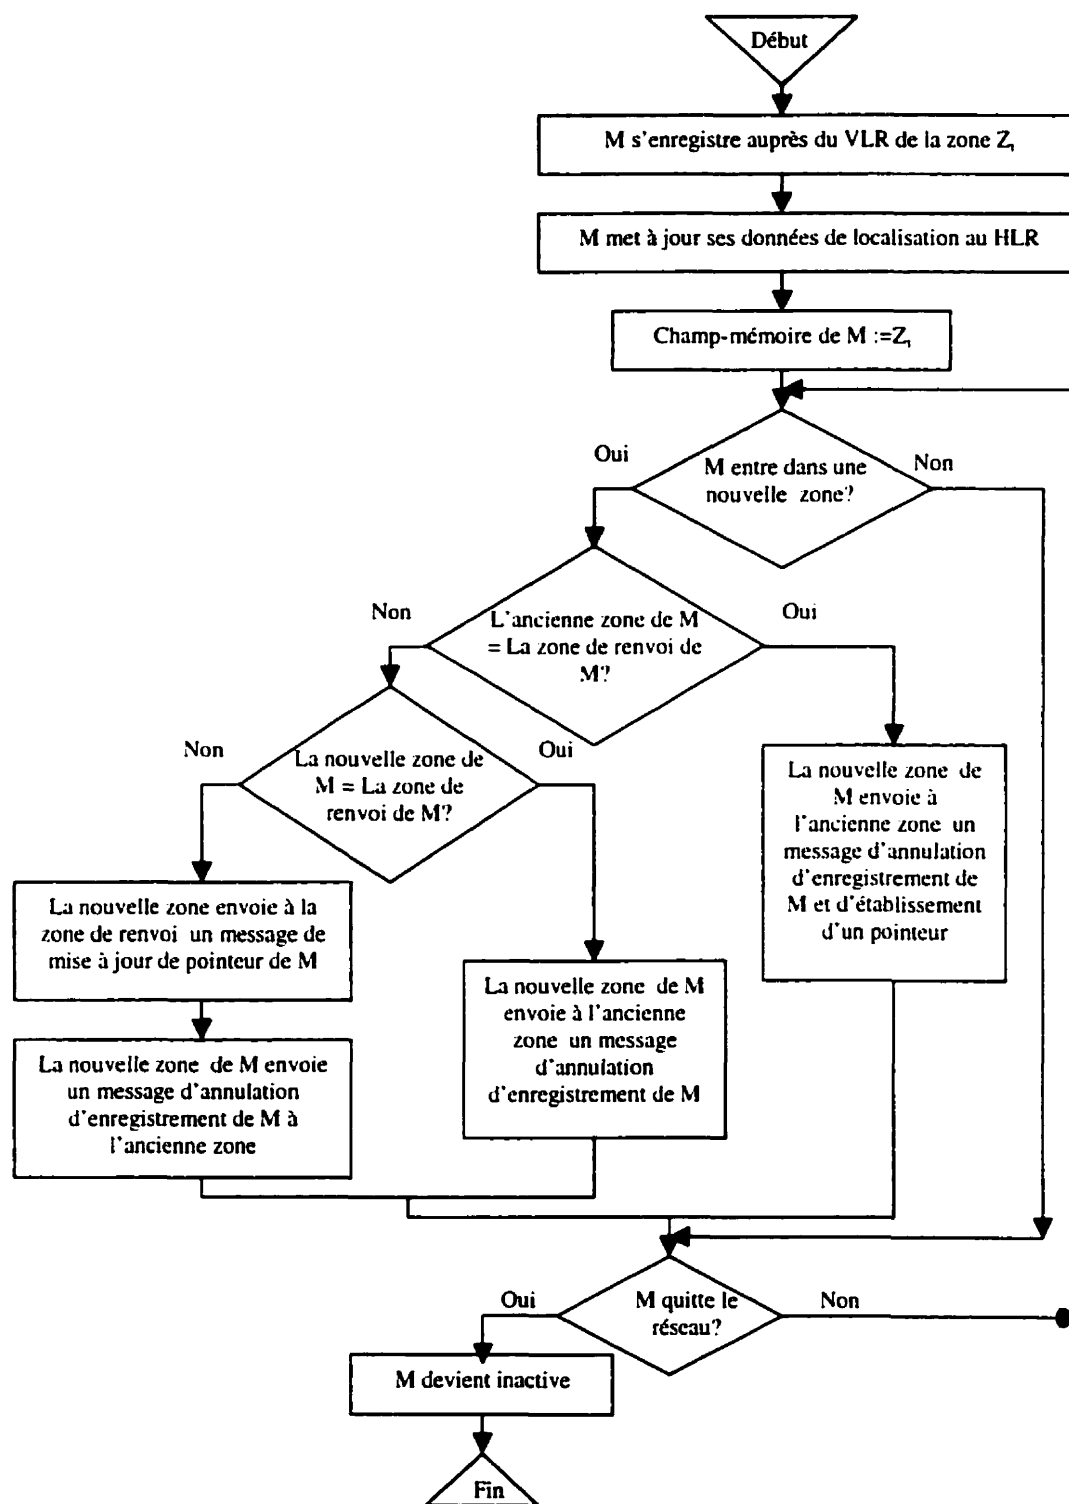 Début
M s'enregistre auprès du VLR de la zone Z₁
M met à jour ses données de localisation au HLR
Champ-mémoire de M :=Z₁
Oui
M entre dans une
nouvelle zone?
Non
Non
L'ancienne zone de M
= La zone de renvoi de
M?
Oui
Non
La nouvelle zone de
M = La zone de
renvoi de M?
Oui
La nouvelle zone de
M envoie à
l'ancienne zone un
message d'annulation
d'enregistrement de
M et d'établissement
d'un pointeur
La nouvelle zone envoie à la
zone de renvoi un message de
mise à jour de pointeur de M
La nouvelle zone de M
envoie à l'ancienne
zone un message
d'annulation
d'enregistrement de M
La nouvelle zone de M envoie
un message d'annulation
d'enregistrement de M à
l'ancienne zone
Oui
M quitte le
réseau?
Non
M devient inactive
Fin